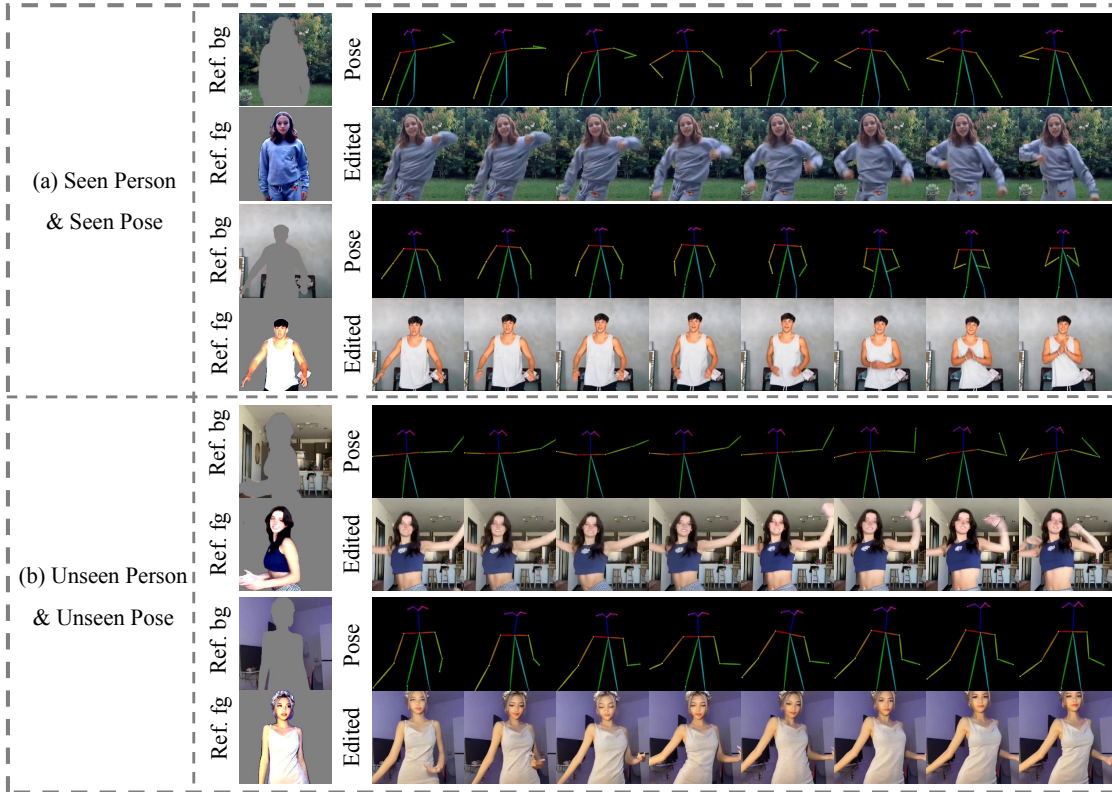 (a) Seen Person
& Seen Pose
Ref. bg
Pose
Ref. fg
Edited
Ref. bg
Pose
Ref. fg
Edited
(b) Unseen Person
& Unseen Pose
Ref. bg
Pose
Ref. fg
Edited
Ref. bg
Pose
Ref. fg
Edited